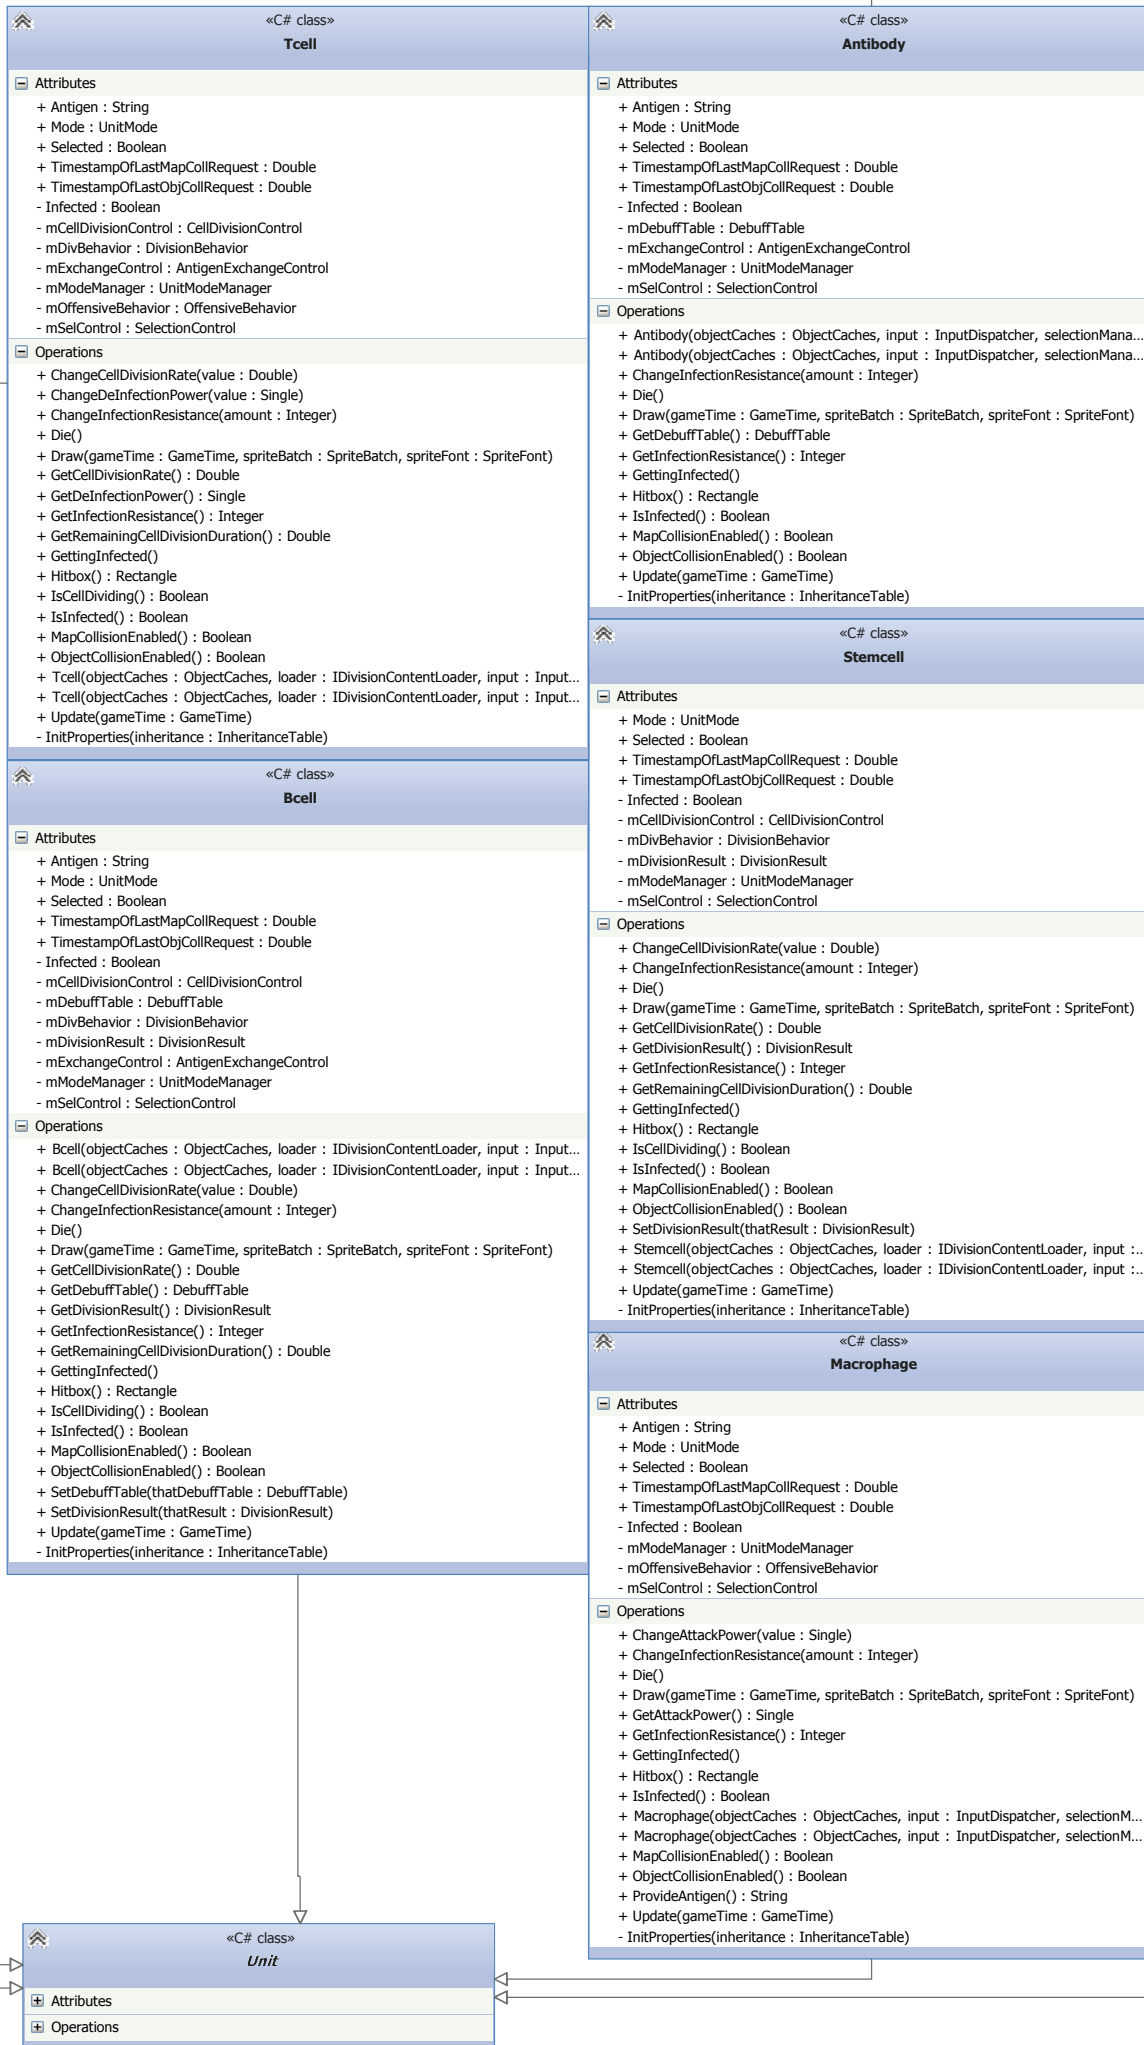 «C# class»
Tcell
Attributes
+ Antigen : String
+ Mode : UnitMode
+ Selected : Boolean
+ TimestampOfLastMapCollRequest : Double
+ TimestampOfLastObjCollRequest : Double
- Infected : Boolean
- mCellDivisionControl : CellDivisionControl
- mDivBehavior : DivisionBehavior
- mExchangeControl : AntigenExchangeControl
- mModeManager : UnitModeManager
- mOffensiveBehavior : OffensiveBehavior
- mSelControl : SelectionControl
Operations
+ ChangeCellDivisionRate(value : Double)
+ ChangeDeInfectionPower(value : Single)
+ ChangeInfectionResistance(amount : Integer)
+ Die()
+ Draw(gameTime : GameTime, spriteBatch : SpriteBatch, spriteFont : SpriteFont)
+ GetCellDivisionRate() : Double
+ GetDeInfectionPower() : Single
+ GetInfectionResistance() : Integer
+ GetRemainingCellDivisionDuration() : Double
+ GettingInfected()
+ Hitbox() : Rectangle
+ IsCellDividing() : Boolean
+ IsInfected() : Boolean
+ MapCollisionEnabled() : Boolean
+ ObjectCollisionEnabled() : Boolean
+ Tcell(objectCaches : ObjectCaches, loader : IDivisionContentLoader, input : Input...
+ Tcell(objectCaches : ObjectCaches, loader : IDivisionContentLoader, input : Input...
+ Update(gameTime : GameTime)
- InitProperties(inheritance : InheritanceTable)
«C# class»
Bcell
Attributes
+ Antigen : String
+ Mode : UnitMode
+ Selected : Boolean
+ TimestampOfLastMapCollRequest : Double
+ TimestampOfLastObjCollRequest : Double
- Infected : Boolean
- mCellDivisionControl : CellDivisionControl
- mDebuffTable : DebuffTable
- mDivBehavior : DivisionBehavior
- mDivisionResult : DivisionResult
- mExchangeControl : AntigenExchangeControl
- mModeManager : UnitModeManager
- mSelControl : SelectionControl
Operations
+ Bcell(objectCaches : ObjectCaches, loader : IDivisionContentLoader, input : Input...
+ Bcell(objectCaches : ObjectCaches, loader : IDivisionContentLoader, input : Input...
+ ChangeCellDivisionRate(value : Double)
+ ChangeInfectionResistance(amount : Integer)
+ Die()
+ Draw(gameTime : GameTime, spriteBatch : SpriteBatch, spriteFont : SpriteFont)
+ GetCellDivisionRate() : Double
+ GetDebuffTable() : DebuffTable
+ GetDivisionResult() : DivisionResult
+ GetInfectionResistance() : Integer
+ GetRemainingCellDivisionDuration() : Double
+ GettingInfected()
+ Hitbox() : Rectangle
+ IsCellDividing() : Boolean
+ IsInfected() : Boolean
+ MapCollisionEnabled() : Boolean
+ ObjectCollisionEnabled() : Boolean
+ SetDebuffTable(thatDebuffTable : DebuffTable)
+ SetDivisionResult(thatResult : DivisionResult)
+ Update(gameTime : GameTime)
- InitProperties(inheritance : InheritanceTable)
«C# class»
Antibody
Attributes
+ Antigen : String
+ Mode : UnitMode
+ Selected : Boolean
+ TimestampOfLastMapCollRequest : Double
+ TimestampOfLastObjCollRequest : Double
- Infected : Boolean
- mDebuffTable : DebuffTable
- mExchangeControl : AntigenExchangeControl
- mModeManager : UnitModeManager
- mSelControl : SelectionControl
Operations
+ Antibody(objectCaches : ObjectCaches, input : InputDispatcher, selectionMana...
+ Antibody(objectCaches : ObjectCaches, input : InputDispatcher, selectionMana...
+ ChangeInfectionResistance(amount : Integer)
+ Die()
+ Draw(gameTime : GameTime, spriteBatch : SpriteBatch, spriteFont : SpriteFont)
+ GetDebuffTable() : DebuffTable
+ GetInfectionResistance() : Integer
+ GettingInfected()
+ Hitbox() : Rectangle
+ IsInfected() : Boolean
+ MapCollisionEnabled() : Boolean
+ ObjectCollisionEnabled() : Boolean
+ Update(gameTime : GameTime)
- InitProperties(inheritance : InheritanceTable)
«C# class»
Stemcell
Attributes
+ Mode : UnitMode
+ Selected : Boolean
+ TimestampOfLastMapCollRequest : Double
+ TimestampOfLastObjCollRequest : Double
- Infected : Boolean
- mCellDivisionControl : CellDivisionControl
- mDivBehavior : DivisionBehavior
- mDivisionResult : DivisionResult
- mModeManager : UnitModeManager
- mSelControl : SelectionControl
Operations
+ ChangeCellDivisionRate(value : Double)
+ ChangeInfectionResistance(amount : Integer)
+ Die()
+ Draw(gameTime : GameTime, spriteBatch : SpriteBatch, spriteFont : SpriteFont)
+ GetCellDivisionRate() : Double
+ GetDivisionResult() : DivisionResult
+ GetInfectionResistance() : Integer
+ GetRemainingCellDivisionDuration() : Double
+ GettingInfected()
+ Hitbox() : Rectangle
+ IsCellDividing() : Boolean
+ IsInfected() : Boolean
+ MapCollisionEnabled() : Boolean
+ ObjectCollisionEnabled() : Boolean
+ SetDivisionResult(thatResult : DivisionResult)
+ Stemcell(objectCaches : ObjectCaches, loader : IDivisionContentLoader, input :...
+ Stemcell(objectCaches : ObjectCaches, loader : IDivisionContentLoader, input :...
+ Update(gameTime : GameTime)
- InitProperties(inheritance : InheritanceTable)
«C# class»
Macrophage
Attributes
+ Antigen : String
+ Mode : UnitMode
+ Selected : Boolean
+ TimestampOfLastMapCollRequest : Double
+ TimestampOfLastObjCollRequest : Double
- Infected : Boolean
- mModeManager : UnitModeManager
- mOffensiveBehavior : OffensiveBehavior
- mSelControl : SelectionControl
Operations
+ ChangeAttackPower(value : Single)
+ ChangeInfectionResistance(amount : Integer)
+ Die()
+ Draw(gameTime : GameTime, spriteBatch : SpriteBatch, spriteFont : SpriteFont)
+ GetAttackPower() : Single
+ GetInfectionResistance() : Integer
+ GettingInfected()
+ Hitbox() : Rectangle
+ IsInfected() : Boolean
+ Macrophage(objectCaches : ObjectCaches, input : InputDispatcher, selectionM...
+ Macrophage(objectCaches : ObjectCaches, input : InputDispatcher, selectionM...
+ MapCollisionEnabled() : Boolean
+ ObjectCollisionEnabled() : Boolean
+ ProvideAntigen() : String
+ Update(gameTime : GameTime)
- InitProperties(inheritance : InheritanceTable)
«C# class»
Unit
Attributes
Operations